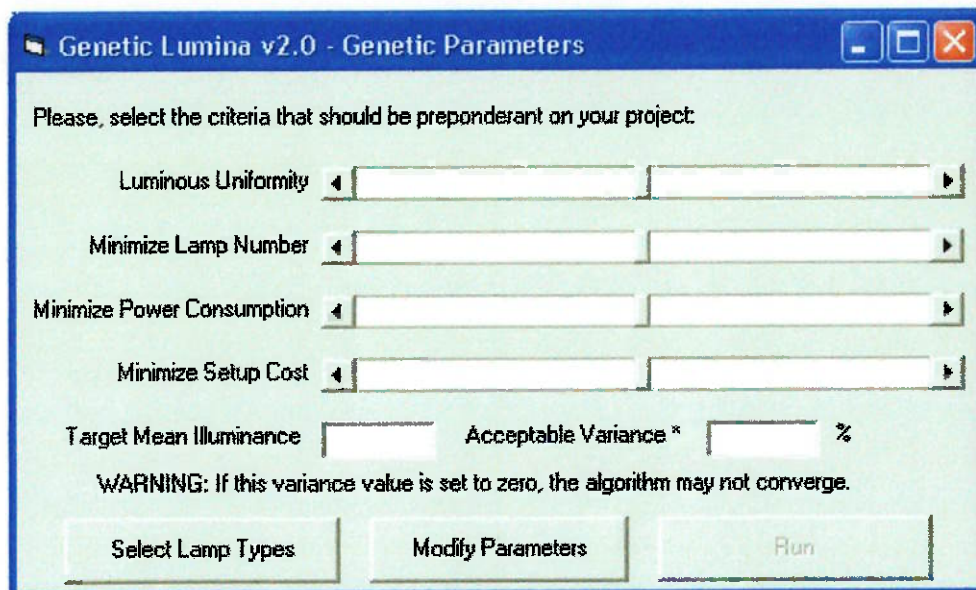 Genetic Lumina v2.0 - Genetic Parameters
Please, select the criteria that should be preponderant on your project:
Luminous Uniformity
Minimize Lamp Number
Minimize Power Consumption
Minimize Setup Cost
Target Mean Illuminance Acceptable Variance * %
WARNING: If this variance value is set to zero, the algorithm may not converge.
Select Lamp Types Modify Parameters Run